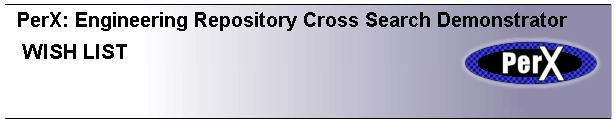 PerX: Engineering Repository Cross Search Demonstrator
WISH LIST
PerX